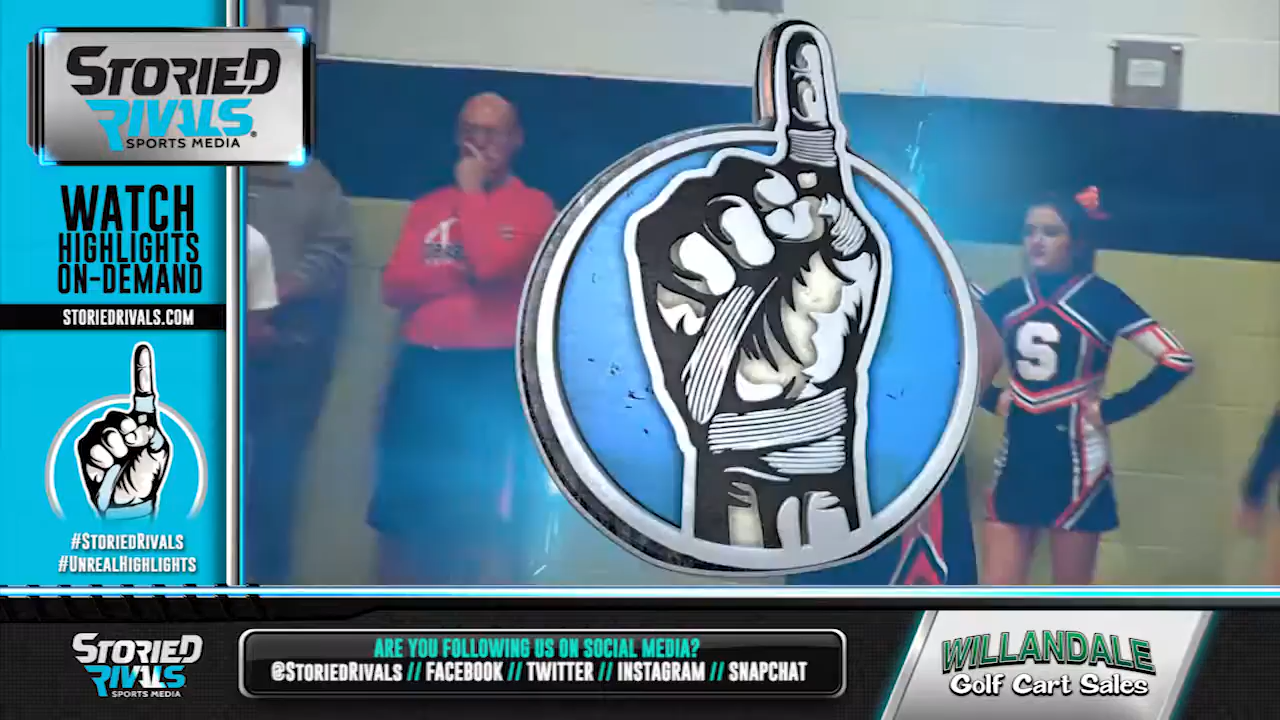 STORIED
RIVALS®
SPORTS MEDIA
WATCH
HIGHLIGHTS
ON-DEMAND
STORIEDRIVALS.COM
#STORIEDRIVALS
#UNREALHIGHLIGHTS
S
STORIED
RIVALS
SPORTS MEDIA
ARE YOU FOLLOWING US ON SOCIAL MEDIA?
@STORIEDRIVALS // FACEBOOK // TWITTER // INSTAGRAM // SNAPCHAT
WILLANDALE
Golf Cart Sales